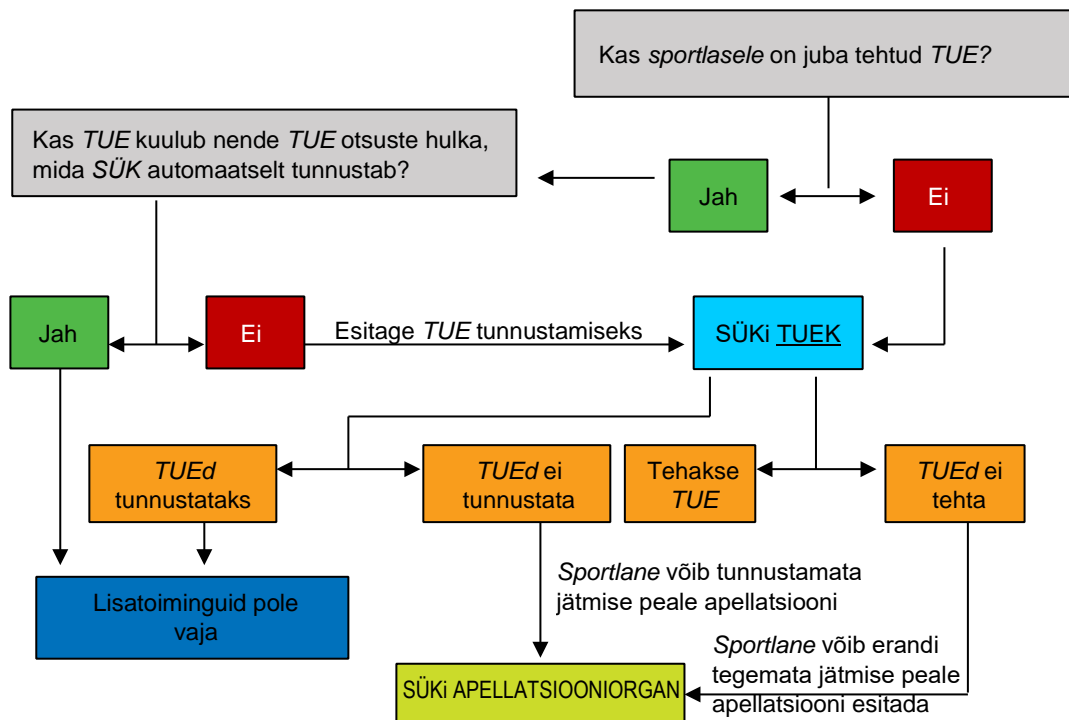 Kas sportlasele on juba tehtud TUE?
Kas TUE kuulub nende TUE otsuste hulka,
mida SÜK automaatselt tunnustab?
Jah
Ei
Jah
Ei
Esitage TUE tunnustamiseks
SÜKi TUEK
TUEd
tunnustataks
TUEd ei
tunnustata
Tehakse
TUE
TUEd ei
tehta
Lisatoiminguid pole
vaja
Sportlane võib tunnustamata
jätmise peale apellatsiooni
Sportlane võib erandi
tegemata jätmise peale
apellatsiooni esitada
SÜKi APELLATSIOONIORGAN